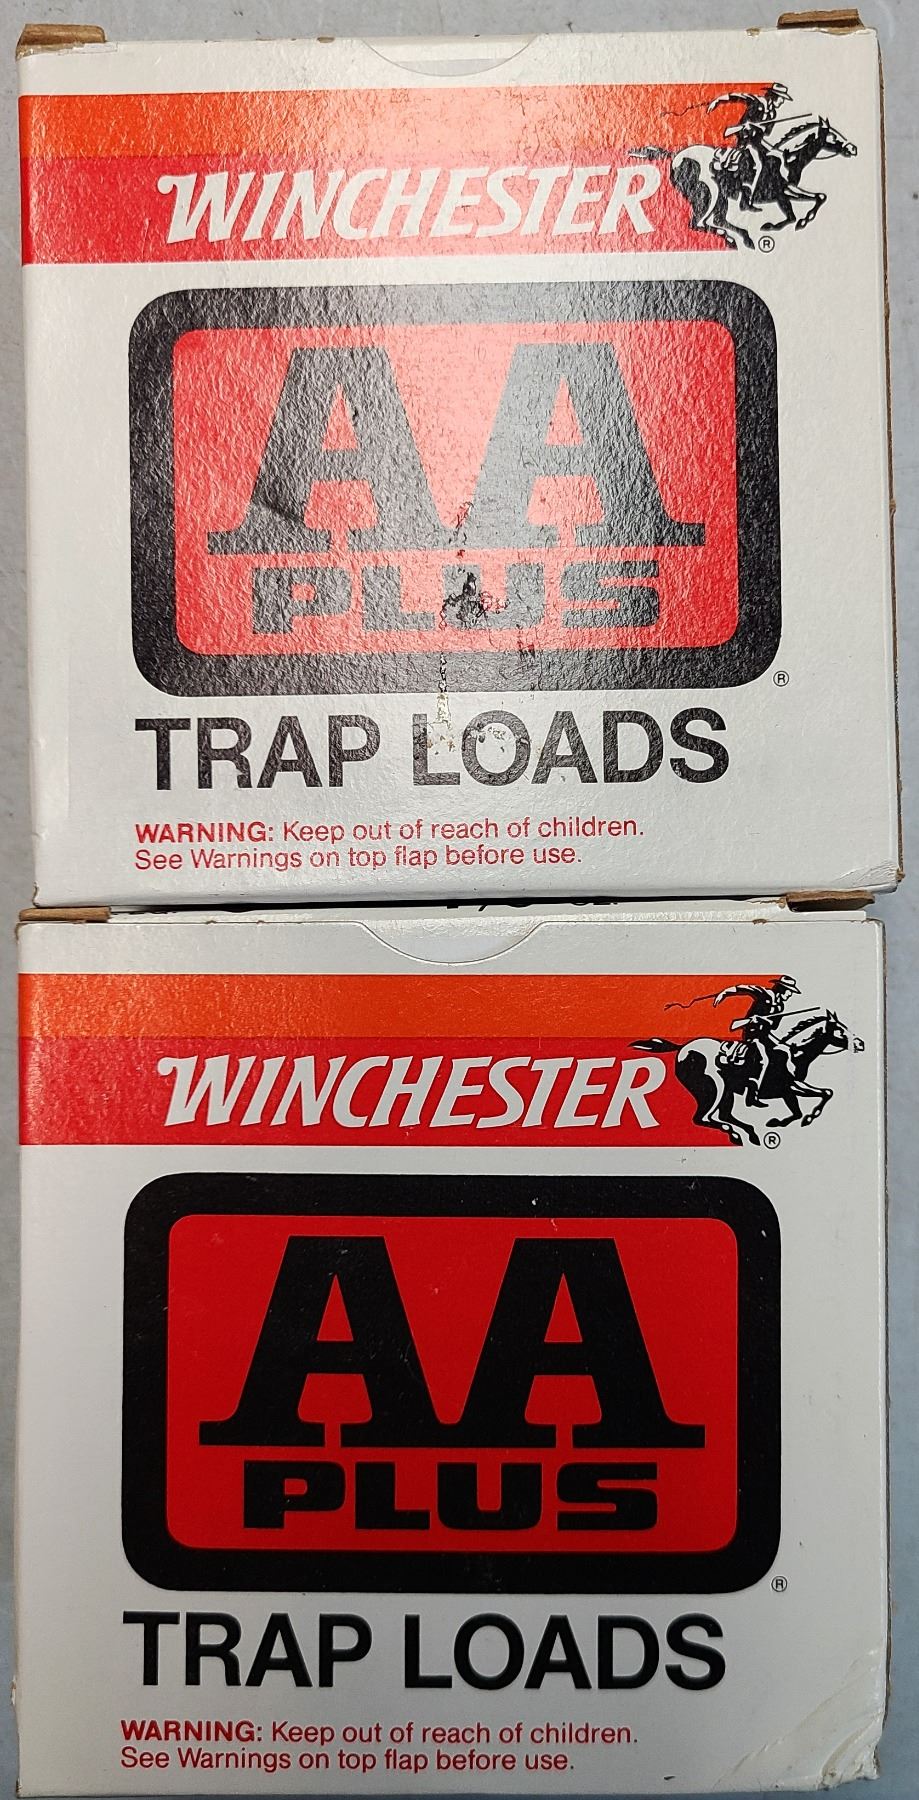 WINCHESTER
®
AA
PLUS
®
TRAP LOADS
WARNING: Keep out of reach of children.
See Warnings on top flap before use.
WINCHESTER
®
AA
PLUS
®
TRAP LOADS
WARNING: Keep out of reach of children.
See Warnings on top flap before use.